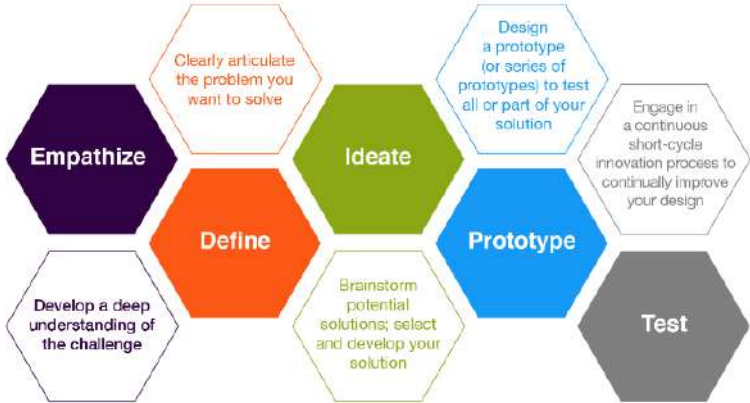 Empathize
Develop a deep
understanding of
the challenge
Clearly articulate
the problem you
want to solve
Define
Ideate
Brainstorm
potential
solutions; select
and develop your
solution
Design
a prototype
(or series of
prototypes) to test
all or part of your
solution
Prototype
Engage in
a continuous
short-cycle
innovation process to
continually improve
your design
Test